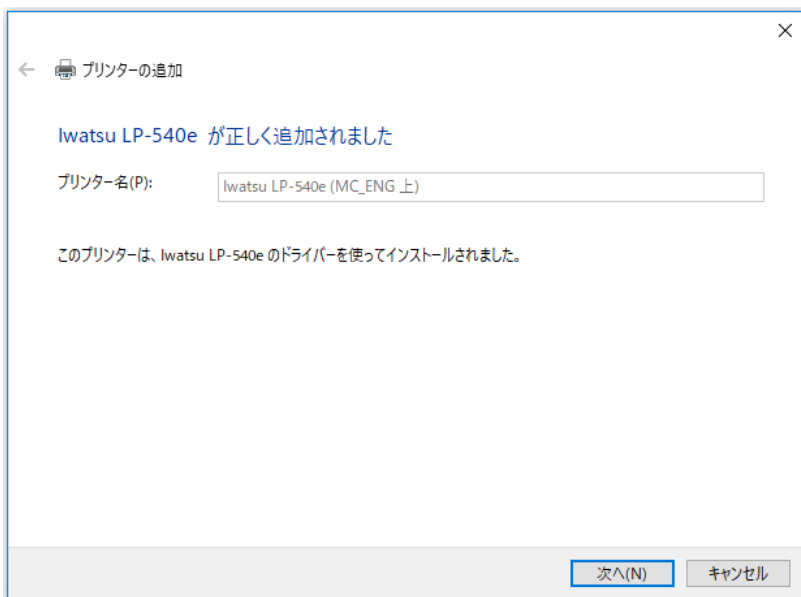 プリンターの追加
Iwatsu LP-540e が正しく追加されました
プリンター名(P):
Iwatsu LP-540e (MC_ENG 上)
このプリンターは、Iwatsu LP-540e のドライバーを使ってインストールされました。
次へ(N)
キャンセル